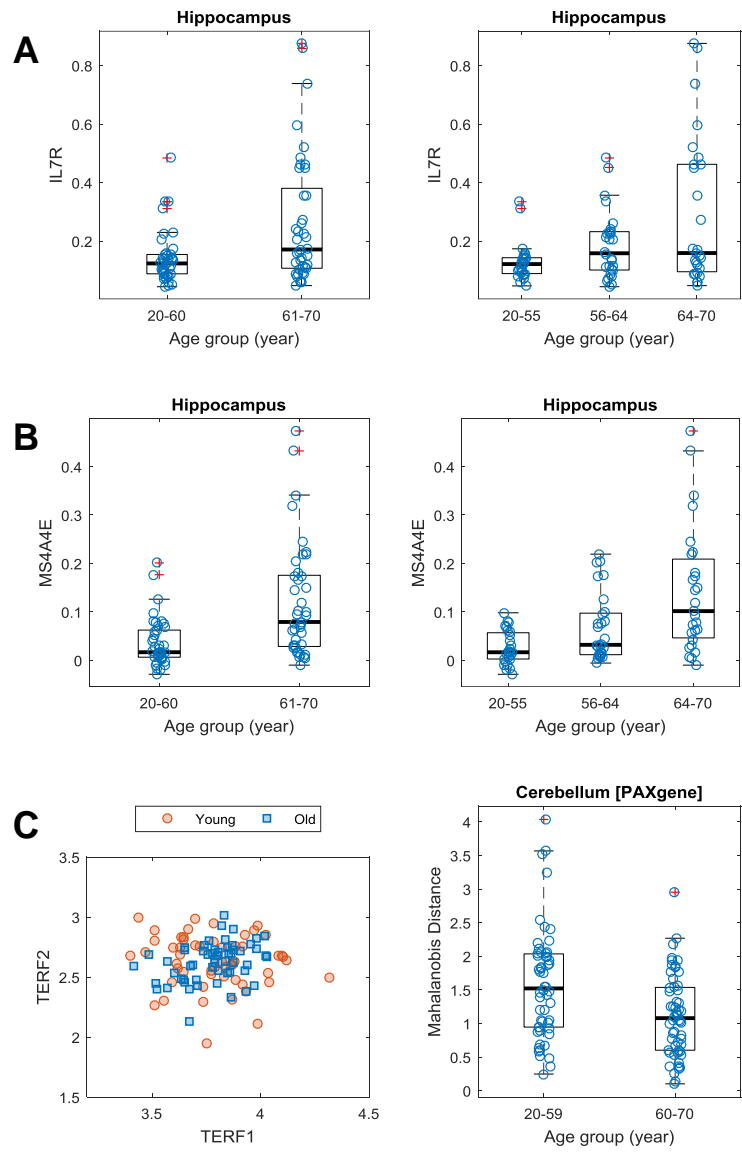 A
Hippocampus
IL7R
0.8
0.6
0.4
0.2
20-60 61-70
Age group (year)
Hippocampus
IL7R
0.8
0.6
0.4
0.2
20-55 56-64 64-70
Age group (year)
B
Hippocampus
MS4A4E
0.4
0.3
0.2
0.1
0
20-60 61-70
Age group (year)
Hippocampus
MS4A4E
0.4
0.3
0.2
0.1
0
20-55 56-64 64-70
Age group (year)
C
Young Old
TERF2
3.5
3
2.5
2
1.5
3.5 4 4.5
TERF1
Cerebellum [PAXgene]
Mahalanobis Distance
4
3.5
3
2.5
2
1.5
1
0.5
0
20-59 60-70
Age group (year)